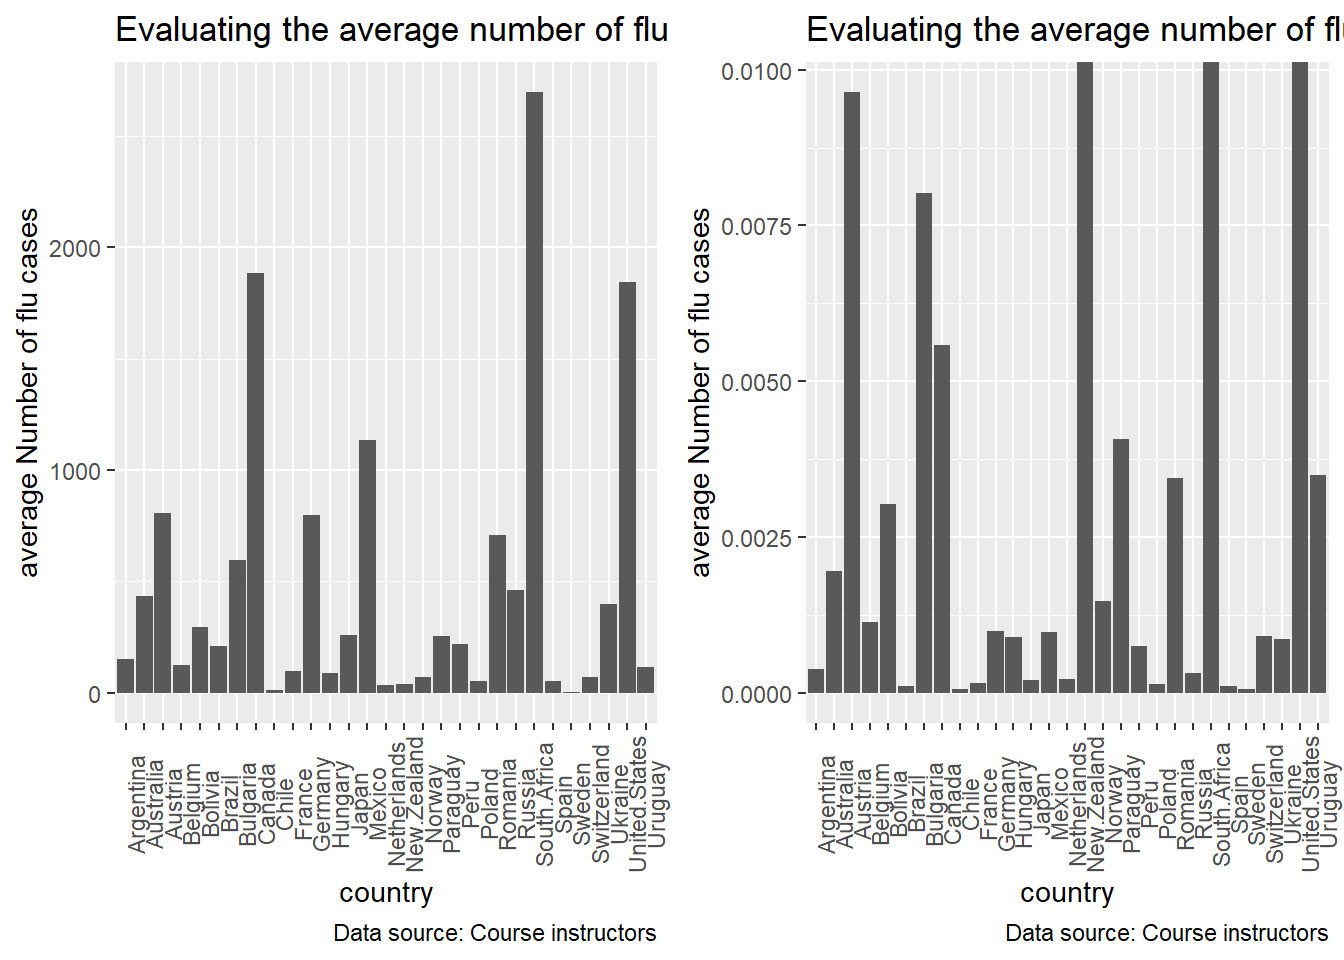 Evaluating the average number of flu
average Number of flu cases
2000
1000
0
Argentina
Australia
Austria
Belgium
Bolivia
Brazil
Bulgaria
Canada
Chile
France
Germany
Hungary
Japan
Mexico
Netherlands
New.Zealand
Norway
Paraguay
Peru
Poland
Romania
Russia
South.Africa
Spain
Sweden
Switzerland
Ukraine
United.States
Uruguay
country
Data source: Course instructors
Evaluating the average number of flu
average Number of flu cases
0.0100
0.0075
0.0050
0.0025
0.0000
Argentina
Australia
Austria
Belgium
Bolivia
Brazil
Bulgaria
Canada
Chile
France
Germany
Hungary
Japan
Mexico
Netherlands
New.Zealand
Norway
Paraguay
Peru
Poland
Romania
Russia
South.Africa
Spain
Sweden
Switzerland
Ukraine
United.States
Uruguay
country
Data source: Course instructors